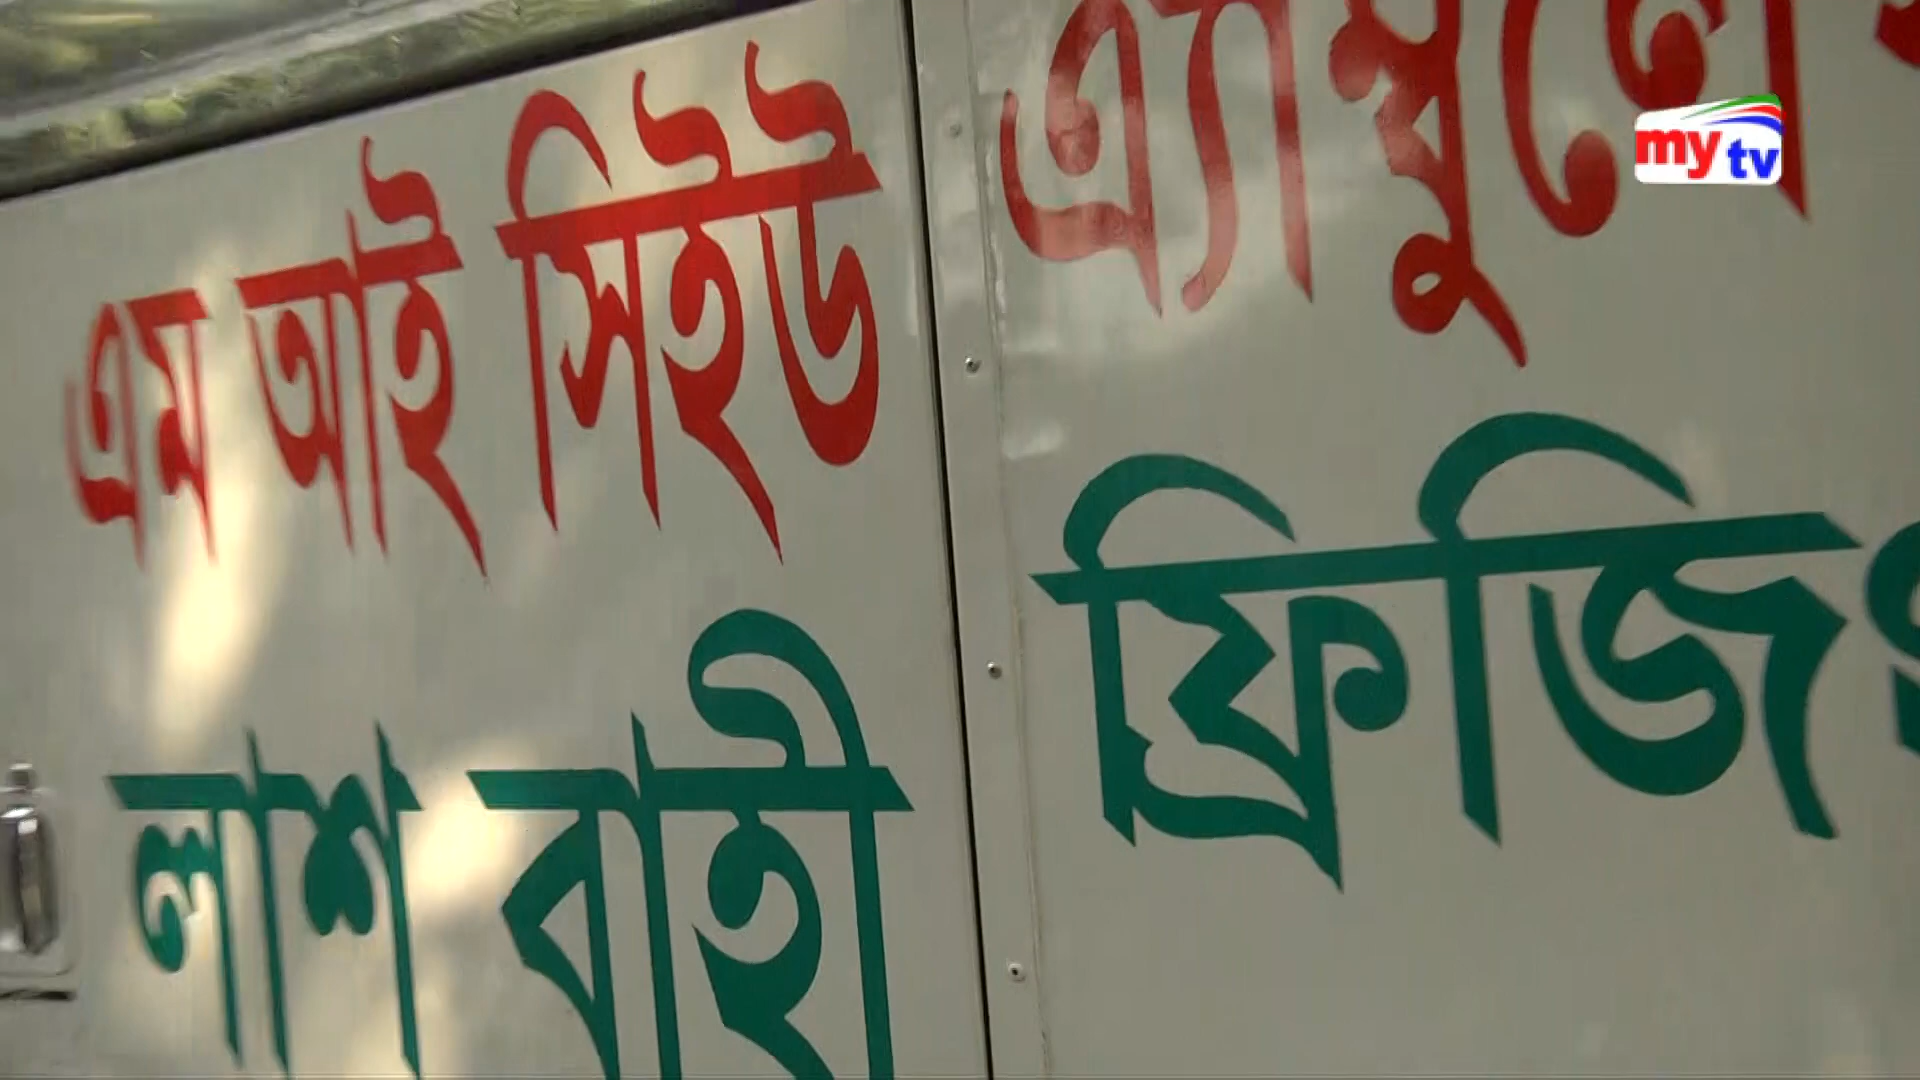 এম আই সিইউ এ্যাম্বুলে
লাশ বাহী ফ্রিজি
my tv